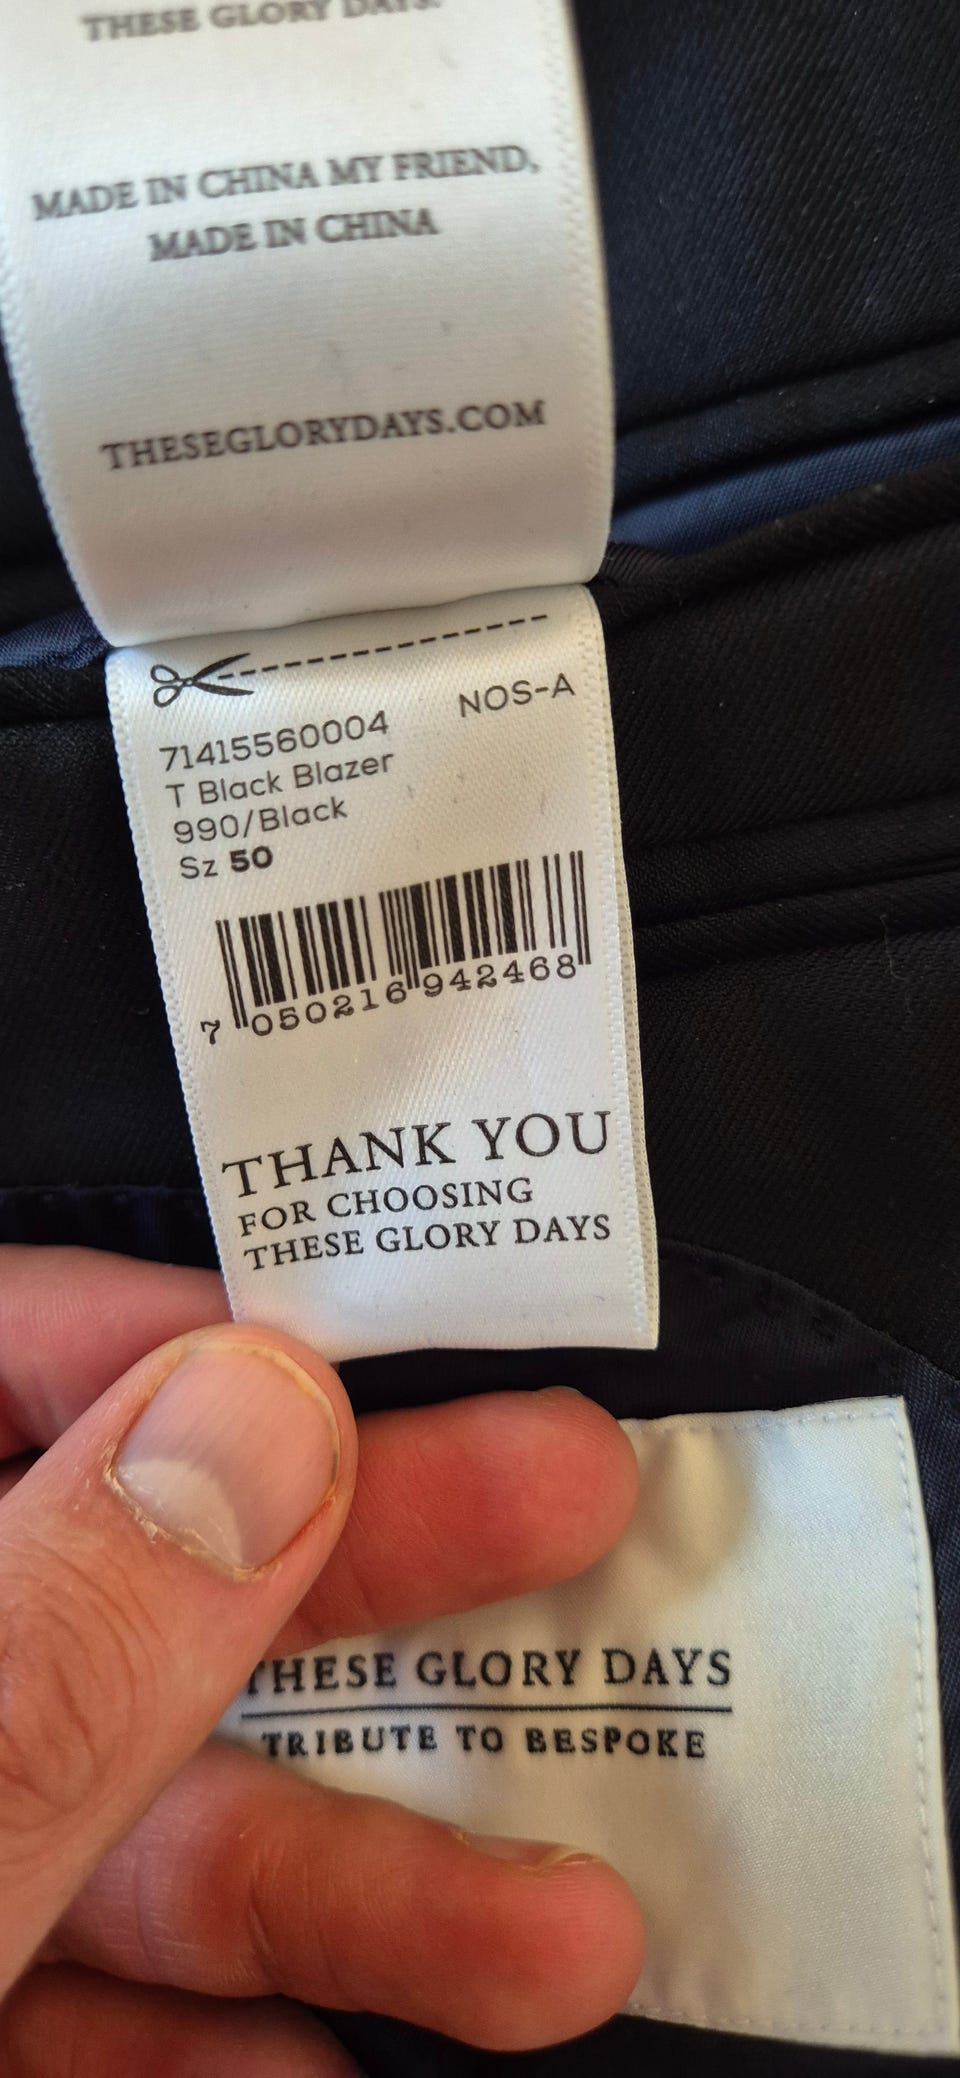 THESE GLORY DAYS.
MADE IN CHINA MY FRIEND,
MADE IN CHINA
THESEGLORYDAYS.COM
71415560004 NOS-A
T Black Blazer
990/Black
Sz 50
7 050216 942468
THANK YOU
FOR CHOOSING
THESE GLORY DAYS
THESE GLORY DAYS
TRIBUTE TO BESPOKE